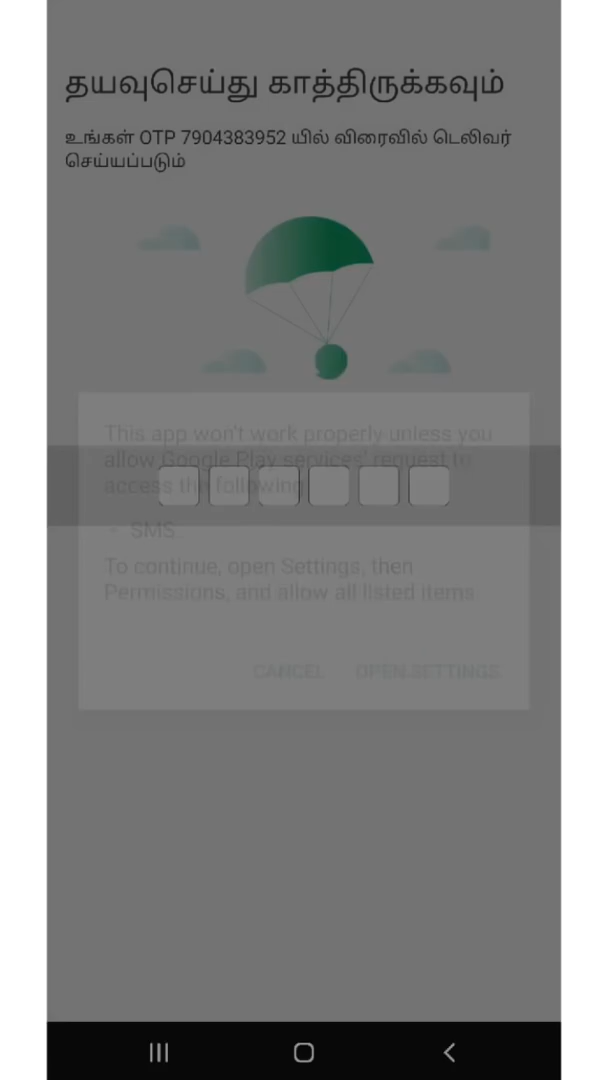 தயவுசெய்து காத்திருக்கவும்
உங்கள் OTP 7904383952 யில் விரைவில் டெலிவர்
செய்யப்படும்
This app won't work properly unless you
allow Google Play services' request to
access the following
- SMS
To continue, open Settings, then
Permissions, and allow all listed items
CANCEL OPEN SETTINGS